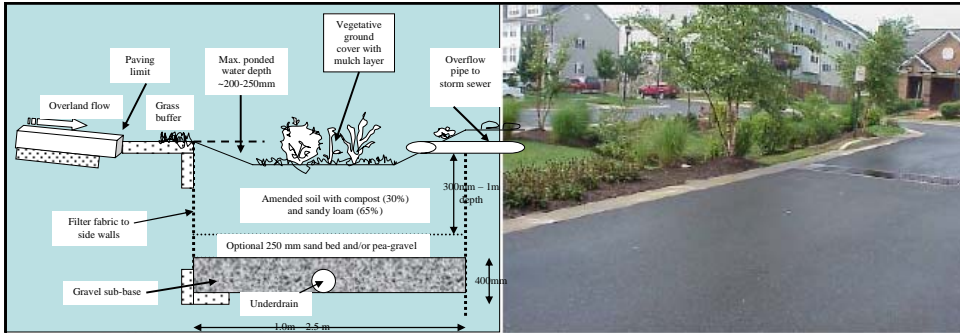 Vegetative
ground
cover with
mulch layer
Paving
limit
Max. ponded
water depth
~200-250mm
Overflow
pipe to
storm sewer
Overland flow
Grass
buffer
300mm – 1m
depth
Amended soil with compost (30%)
and sandy loam (65%)
Filter fabric to
side walls
Optional 250 mm sand bed and/or pea-gravel
Gravel sub-base
Underdrain
400mm
1.0m – 2.5 m